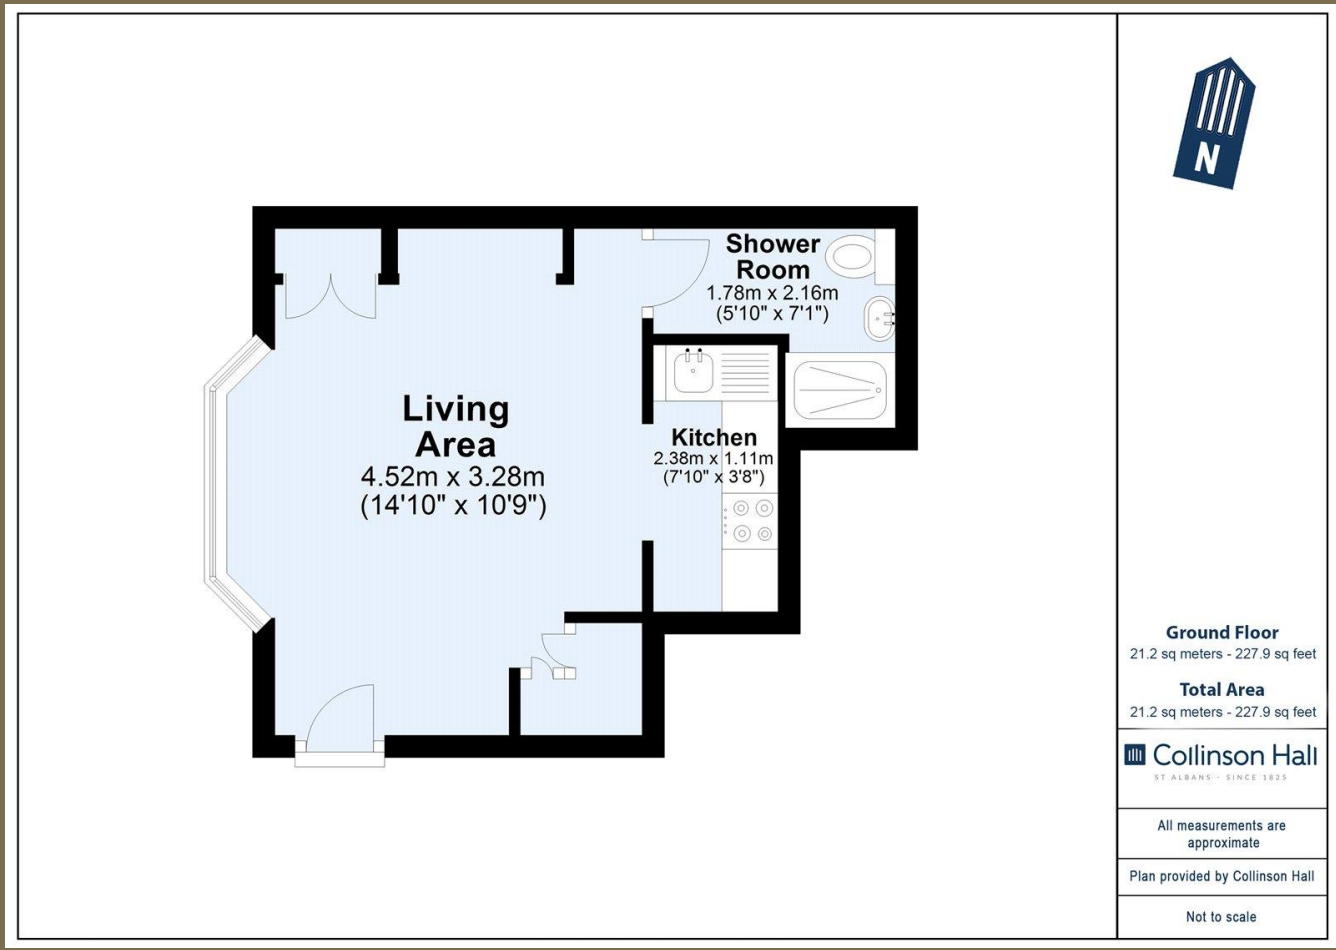 Shower
Room
1.78m x 2.16m
(5'10" x 7'1")
Living
Area
4.52m x 3.28m
(14'10" x 10'9")
Kitchen
2.38m x 1.11m
(7'10" x 3'8")
N
Ground Floor
21.2 sq meters - 227.9 sq feet
Total Area
21.2 sq meters - 227.9 sq feet
Collinson Hall
ST ALBANS - SINCE 1825
All measurements are
approximate
Plan provided by Collinson Hall
Not to scale